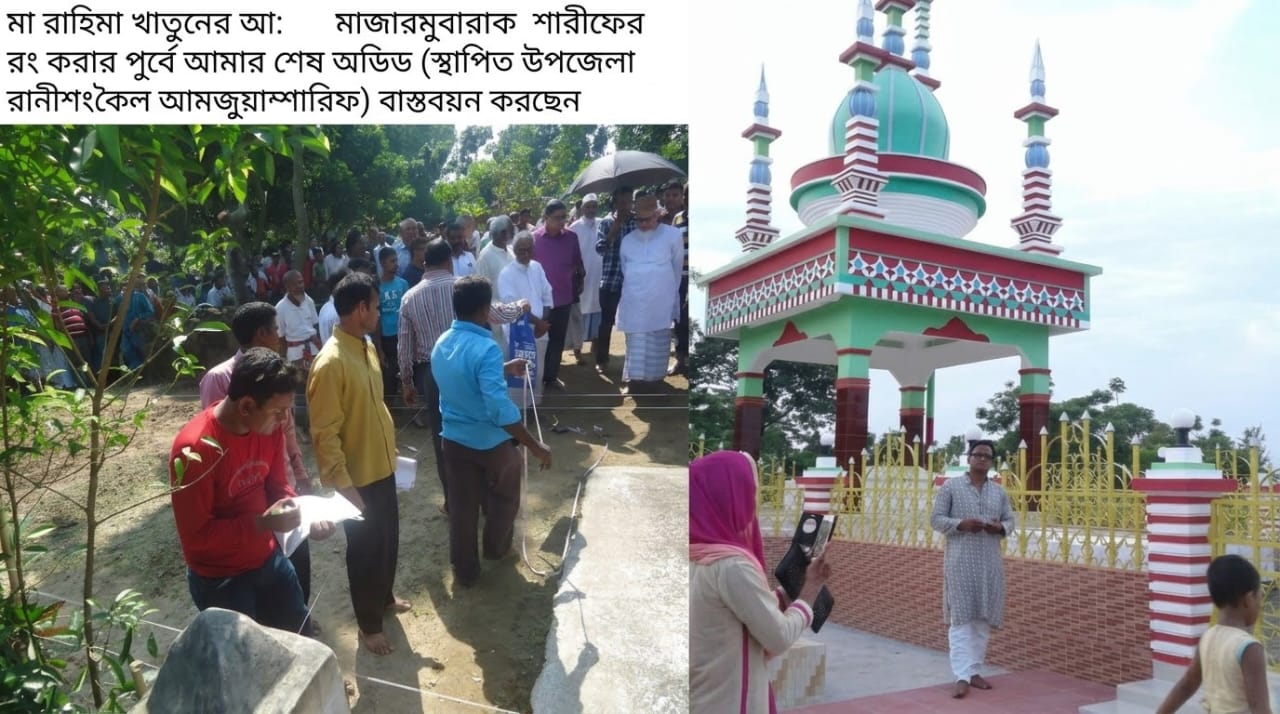 মা রাহিমা খাতুনের আ: মাজারমুবারাক শারীফের
রং করার পুর্বে আমার শেষ অডিড (স্থাপিত উপজেলা
রানীশংকৈল আমজুয়াম্শারিফ) বাস্তবয়ন করছেন